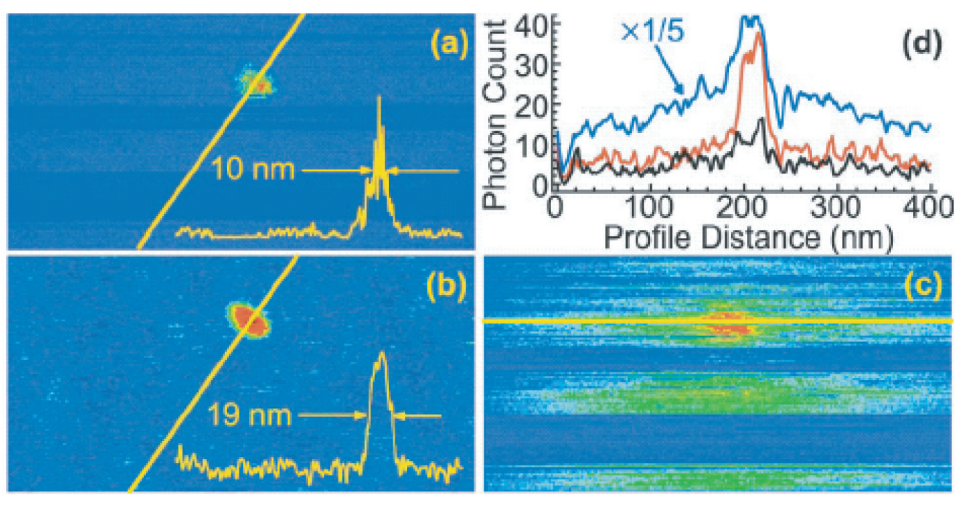 (a)
10 nm
(b)
19 nm
(d)
×1/5
Photon Count
40
30
20
10
0
0 100 200 300 400
Profile Distance (nm)
(c)